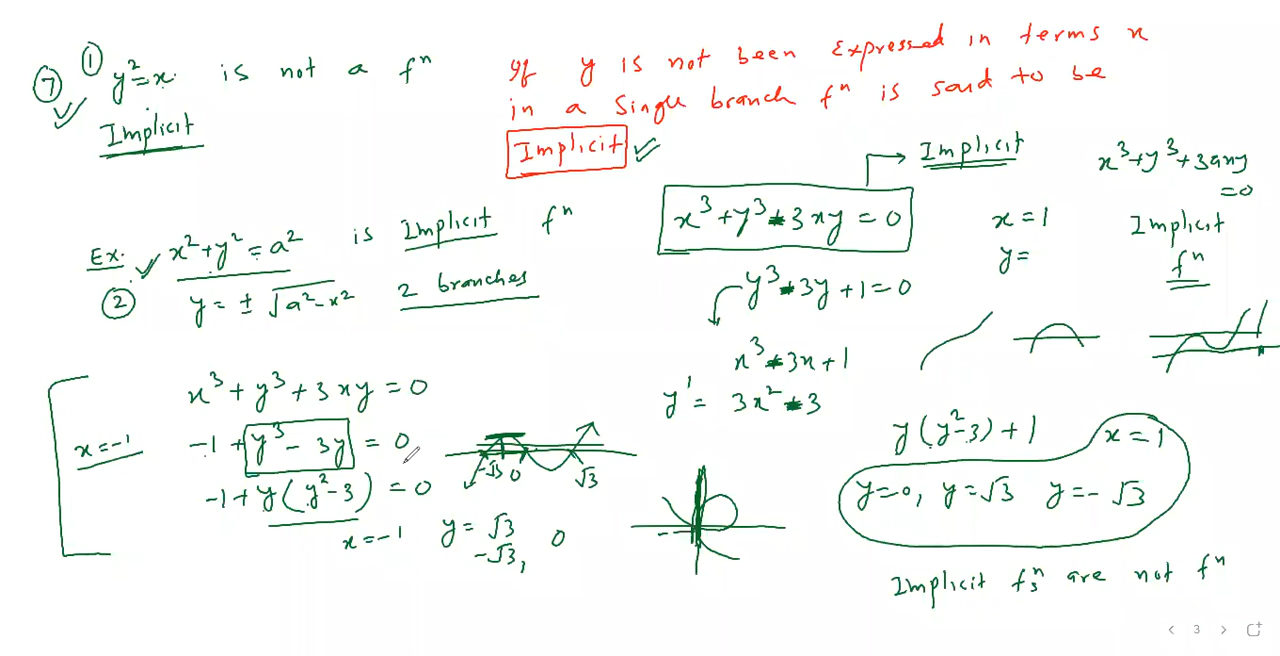 ⑦ ① y²=x is not a fⁿ
Implicit
If y is not been Expressed in terms x
in a single branch fⁿ is said to be
Implicit
Ex. x²+y²=a² is Implicit fⁿ
② y = ± √a²-x² 2 branches
x³+y³-3xy=0
Implicit
y³-3y+1=0
x³-3x+1
y' = 3x²-3
x=1
y=
x³+y³+3axy
=0
Implicit
fⁿ
x³+y³+3xy=0
x=-1 -1+y³-3y=0
-1+y(y²-3)=0
x=-1 y=√3
-√3, 0
-√3 0 √3
y(y²-3)+1 x=1
y=0, y=√3 y=-√3
Implicit fⁿs are not fⁿ
3